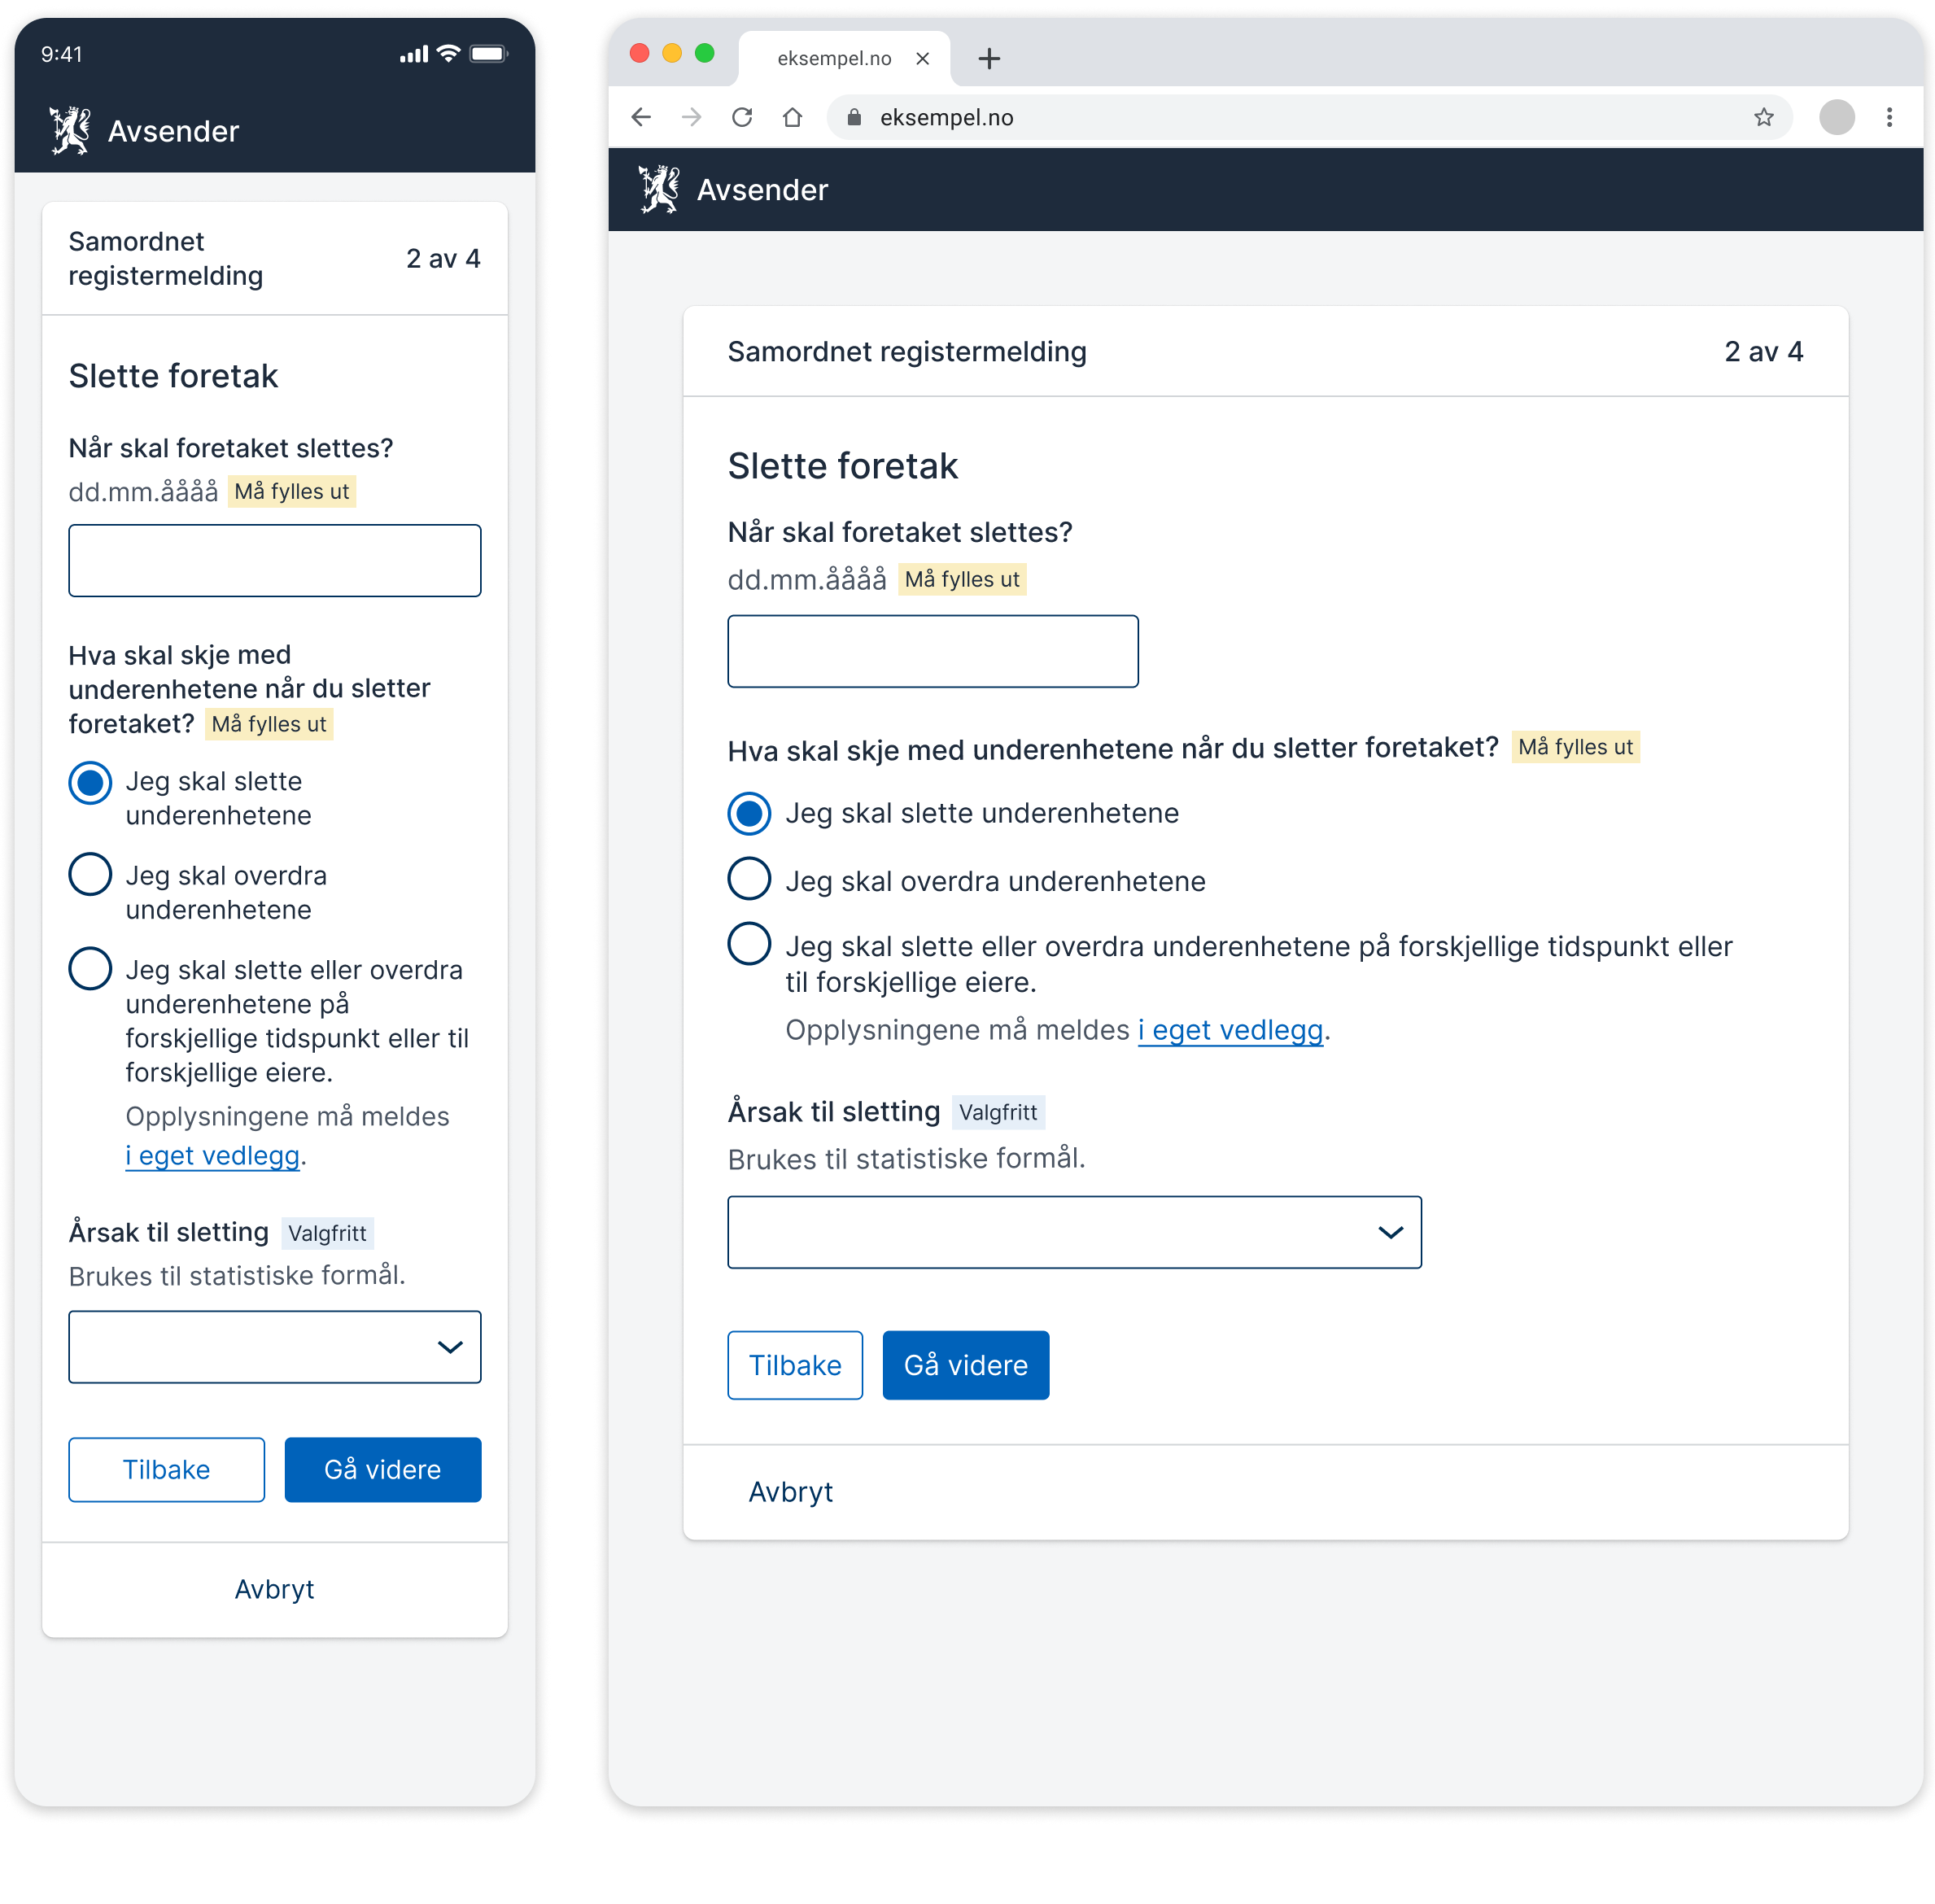 9:41
Avsender
Samordnet
registermelding
2 av 4
Slette foretak
Når skal foretaket slettes?
dd.mm.åååå Må fylles ut
Hva skal skje med
underenhetene når du sletter
foretaket? Må fylles ut
Jeg skal slette
underenhetene
Jeg skal overdra
underenhetene
Jeg skal slette eller overdra
underenhetene på
forskjellige tidspunkt eller til
forskjellige eiere.
Opplysningene må meldes
i eget vedlegg.
Årsak til sletting Valgfritt
Brukes til statistiske formål.
Tilbake Gå videre
Avbryt
eksempel.no
eksempel.no
Avsender
Samordnet registermelding 2 av 4
Slette foretak
Når skal foretaket slettes?
dd.mm.åååå Må fylles ut
Hva skal skje med underenhetene når du sletter foretaket? Må fylles ut
Jeg skal slette underenhetene
Jeg skal overdra underenhetene
Jeg skal slette eller overdra underenhetene på forskjellige tidspunkt eller
til forskjellige eiere.
Opplysningene må meldes i eget vedlegg.
Årsak til sletting Valgfritt
Brukes til statistiske formål.
Tilbake Gå videre
Avbryt